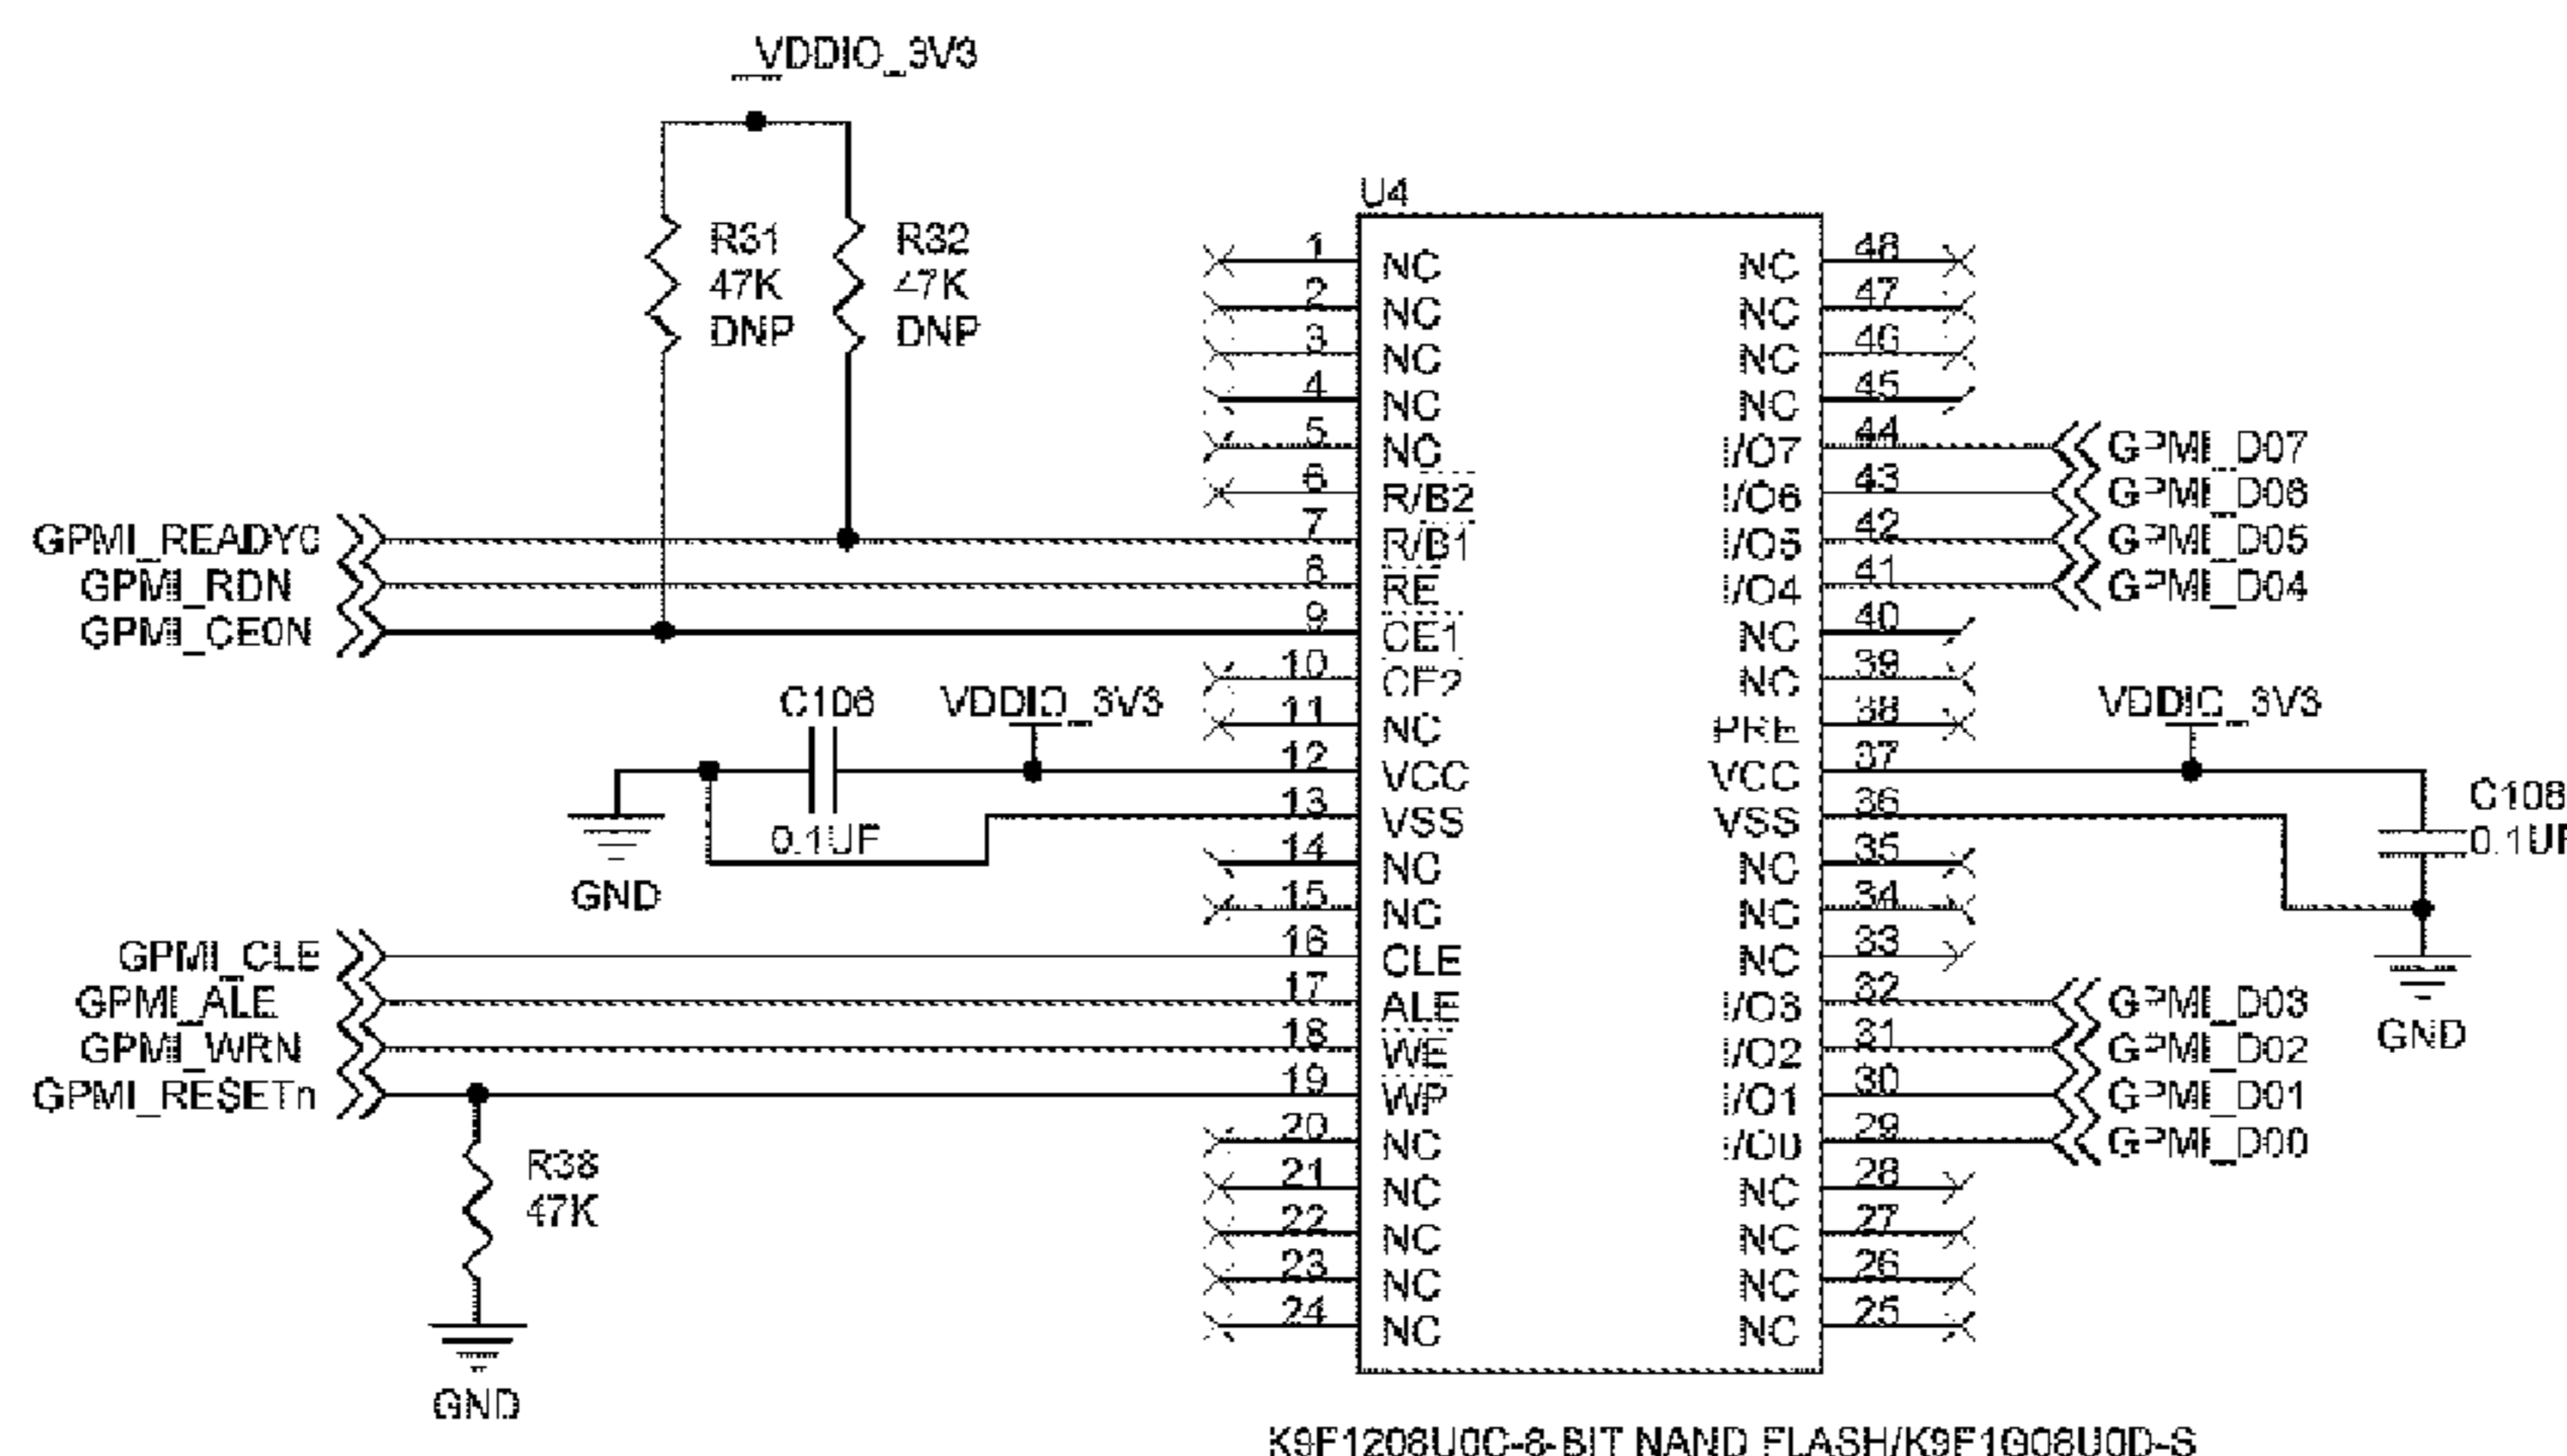 VDDIO_3V3
U4
R31
47K
DNP
R32
47K
DNP
1 NC
2 NC
3 NC
4 NC
5 NC
6 R/B2
7 R/B1
8 RE
9 CE1
10 CE2
11 NC
12 VCC
13 VSS
14 NC
15 NC
16 CLE
17 ALE
18 WE
19 WP
20 NC
21 NC
22 NC
23 NC
24 NC
NC 48
NC 47
NC 46
NC 45
I/O7 44
I/O6 43
I/O5 42
I/O4 41
NC 40
NC 39
PRE 38
VCC 37
VSS 36
NC 35
NC 34
NC 33
I/O3 32
I/O2 31
I/O1 30
I/O0 29
NC 28
NC 27
NC 26
NC 25
GPMI_READY0
GPMI_RDN
GPMI_CE0N
C106
0.1UF
VDDIO_3V3
GND
GPMI_CLE
GPMI_ALE
GPMI_WRN
GPMI_RESETn
R38
47K
GND
GPMI_D07
GPMI_D06
GPMI_D05
GPMI_D04
VDDIO_3V3
C108
0.1UF
GND
GPMI_D03
GPMI_D02
GPMI_D01
GPMI_D00
K9F1208U0C-8-BIT NAND FLASH/K9F1G08U0D-S